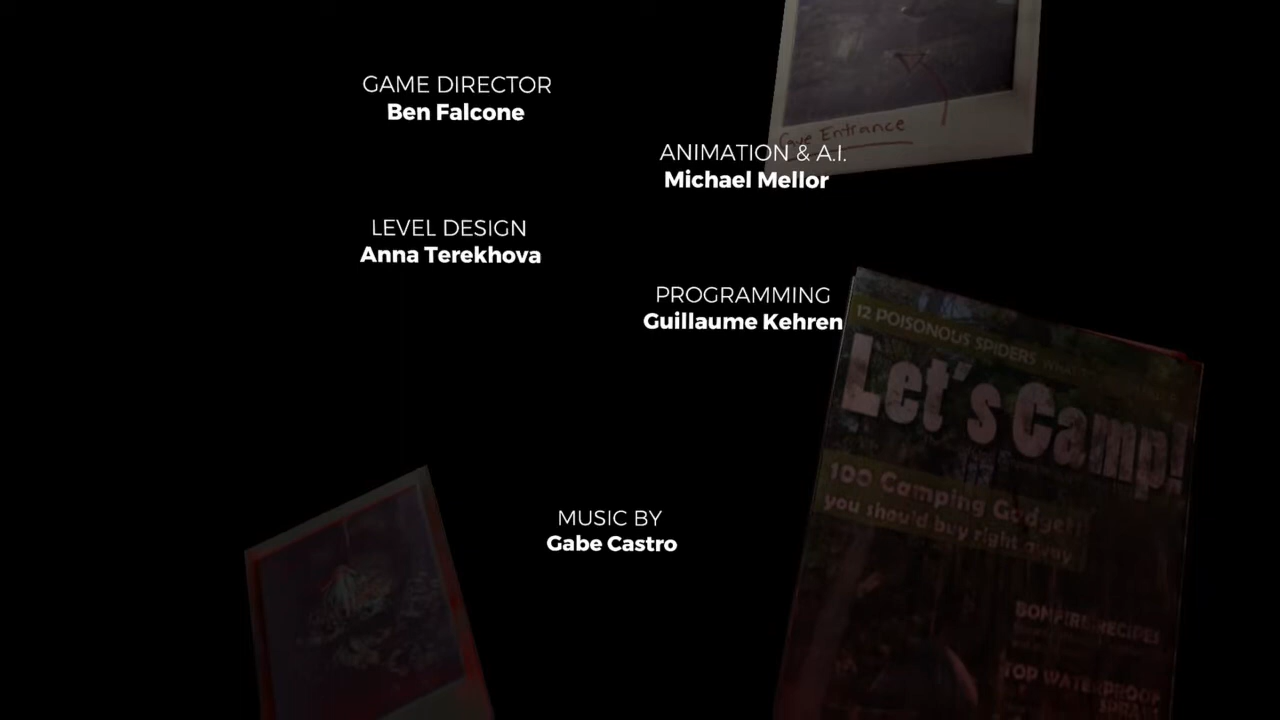 GAME DIRECTOR
Ben Falcone
Cave Entrance
ANIMATION & A.I.
Michael Mellor
LEVEL DESIGN
Anna Terekhova
PROGRAMMING
Guillaume Kehren
12 POISONOUS SPIDERS
Let's Camp!
100 Camping Gadgets
you should buy right away
MUSIC BY
Gabe Castro
BONFIRE RECIPES
TOP WATERPROOF
SPRAYS